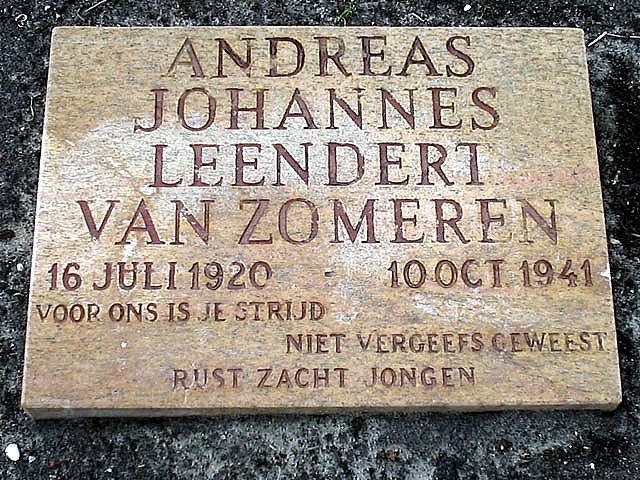 ANDREAS
JOHANNES
LEENDERT
VAN ZOMEREN
16 JULI 1920 - 10 OCT 1941
VOOR ONS IS JE STRIJD
NIET VERGEEFS GEWEEST
RUST ZACHT JONGEN